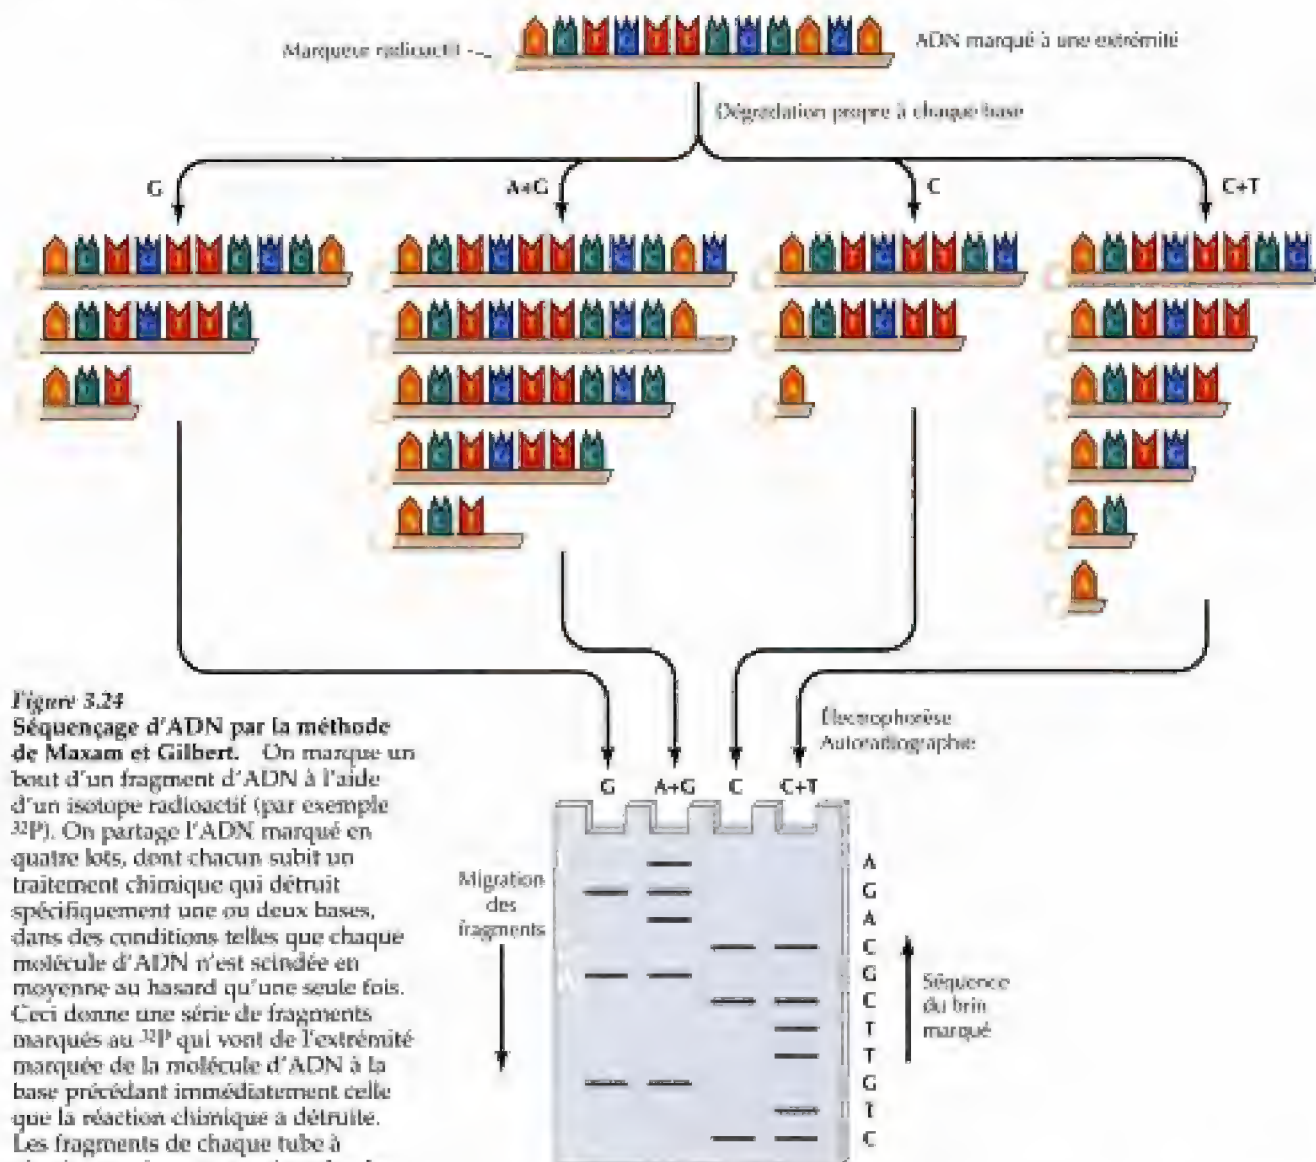 Marqueur radioactif
ADN marqué à une extrémité
Dégradation propre à chaque base
G
A+G
C
C+T
Figure 3.24
Séquençage d'ADN par la méthode
de Maxam et Gilbert. On marque un
bout d'un fragment d'ADN à l'aide
d'un isotope radioactif (par exemple
³²P). On partage l'ADN marqué en
quatre lots, dont chacun subit un
traitement chimique qui détruit
spécifiquement une ou deux bases,
dans des conditions telles que chaque
molécule d'ADN n'est scindée en
moyenne au hasard qu'une seule fois.
Ceci donne une série de fragments
marqués au ³²P qui vont de l'extrémité
marquée de la molécule d'ADN à la
base précédant immédiatement celle
que la réaction chimique a détruite.
Les fragments de chaque tube à
Électrophorèse
Autoradiographie
G A+G C C+T
Migration
des
fragments
A
G
A
C
G
C
T
T
G
T
C
Séquence
du brin
marqué